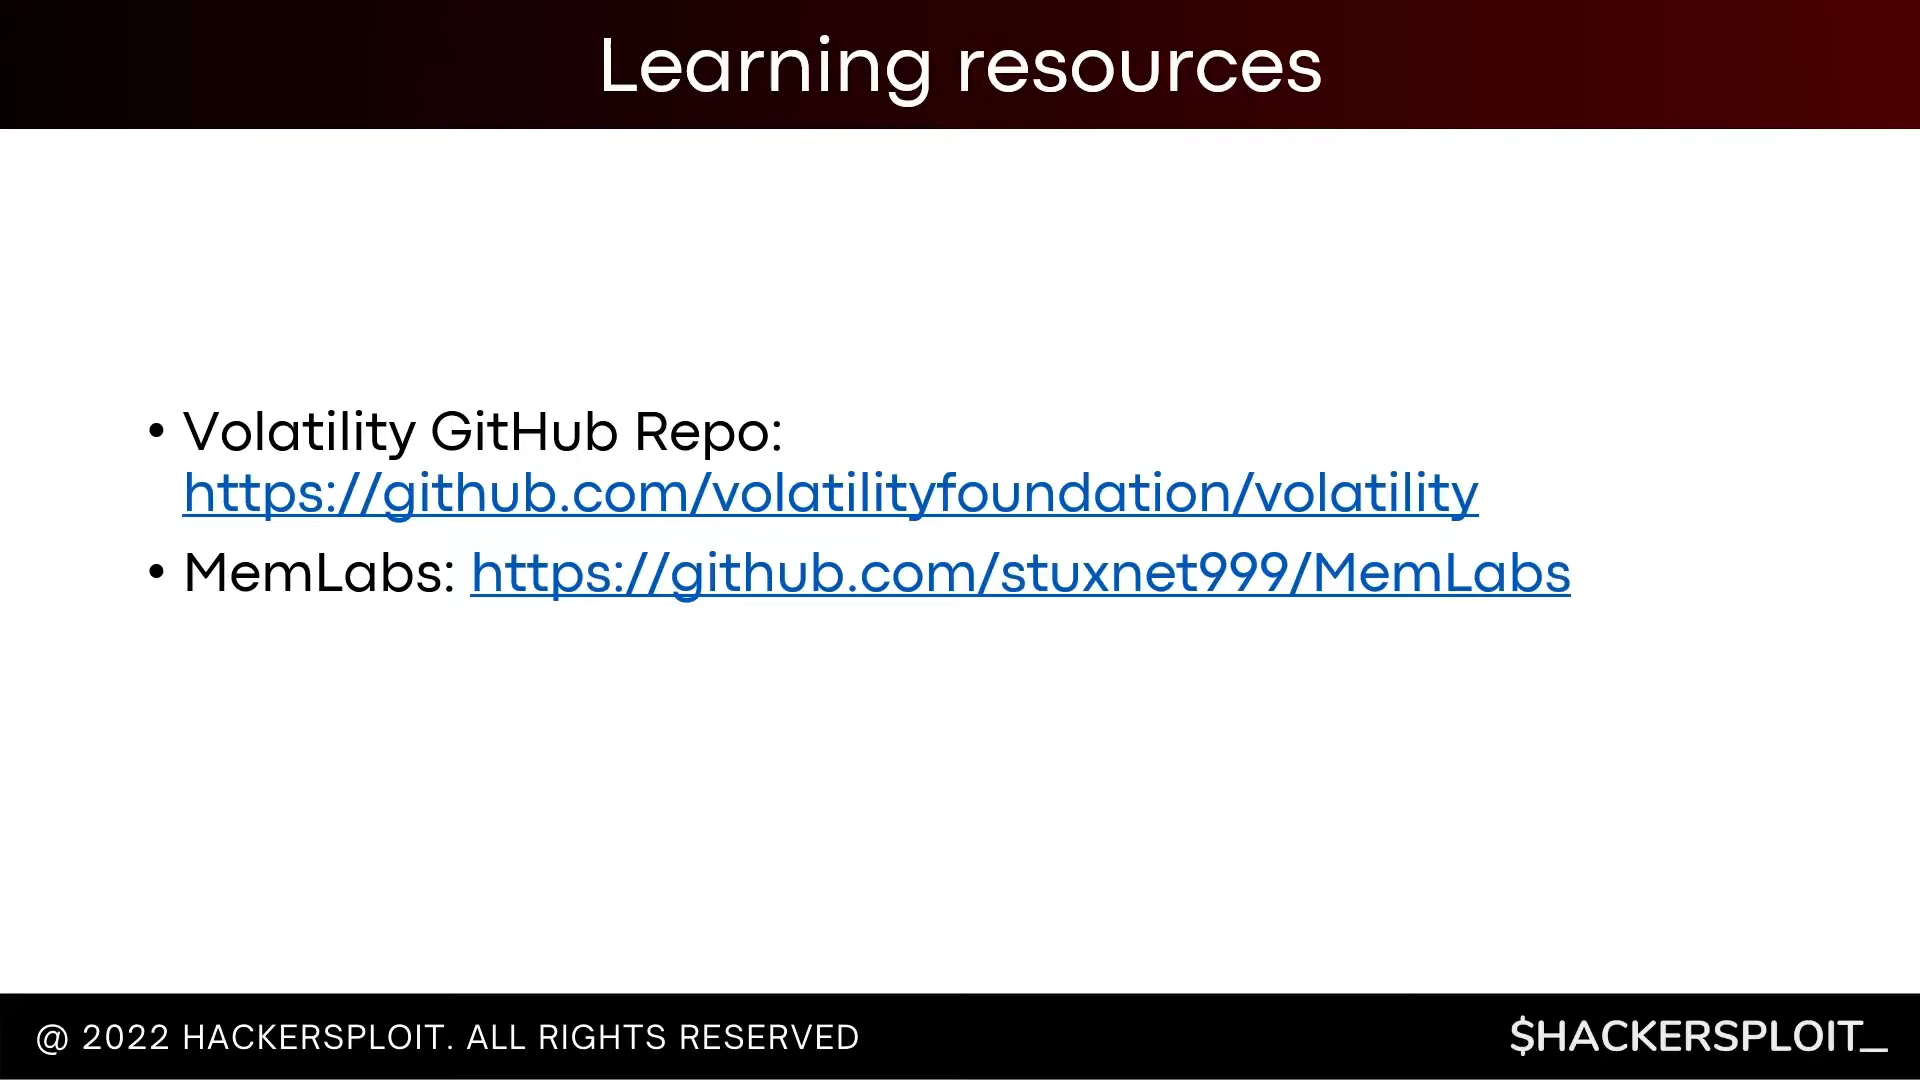 Learning resources
• Volatility GitHub Repo:
https://github.com/volatilityfoundation/volatility
• MemLabs: https://github.com/stuxnet999/MemLabs
@ 2022 HACKERSPLOIT. ALL RIGHTS RESERVED
$HACKERSPLOIT_